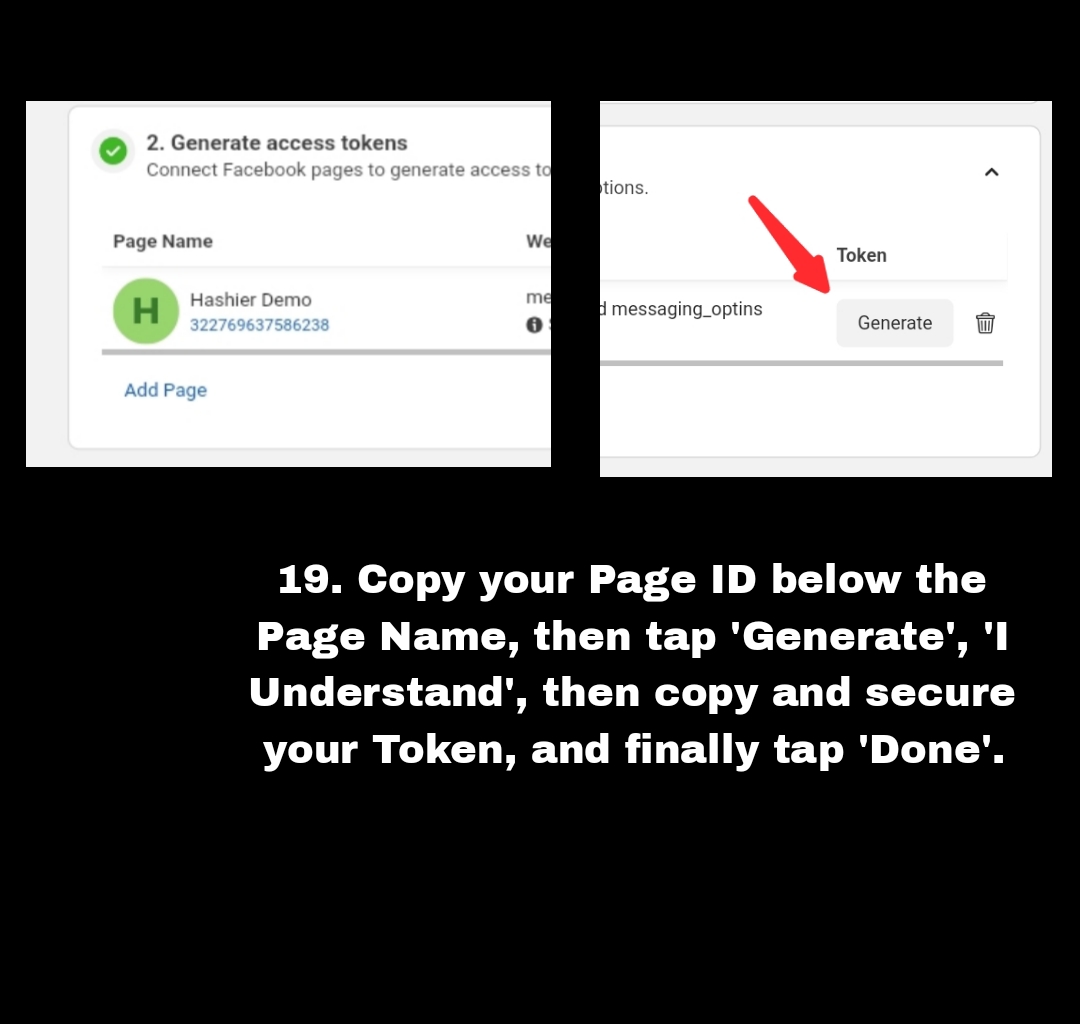 2. Generate access tokens
Connect Facebook pages to generate access to
Page Name
We
H
Hashier Demo
me
322769637586238
Add Page
tions.
Token
d messaging_optins
Generate
19. Copy your Page ID below the
Page Name, then tap 'Generate', 'I
Understand', then copy and secure
your Token, and finally tap 'Done'.